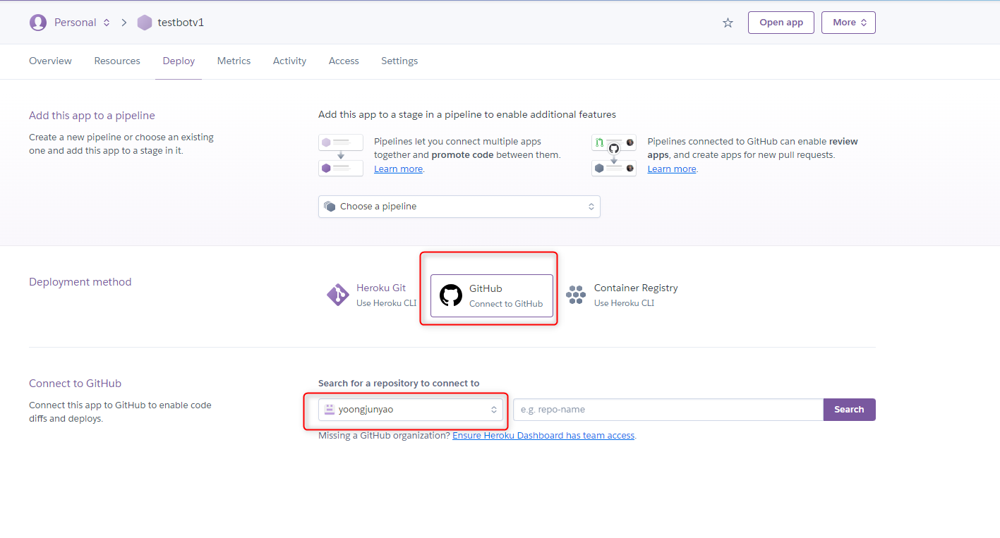 Personal testbotv1 Open app More
Overview Resources Deploy Metrics Activity Access Settings
Add this app to a pipeline
Create a new pipeline or choose an existing
one and add this app to a stage in it.
Add this app to a stage in a pipeline to enable additional features
Pipelines let you connect multiple apps
together and promote code between them.
Learn more.
Pipelines connected to GitHub can enable review
apps, and create apps for new pull requests.
Learn more.
Choose a pipeline
Deployment method
Heroku Git
Use Heroku CLI
GitHub
Connect to GitHub
Container Registry
Use Heroku CLI
Connect to GitHub
Connect this app to GitHub to enable code
diffs and deploys.
Search for a repository to connect to
yoongjunyao e.g. repo-name Search
Missing a GitHub organization? Ensure Heroku Dashboard has team access.